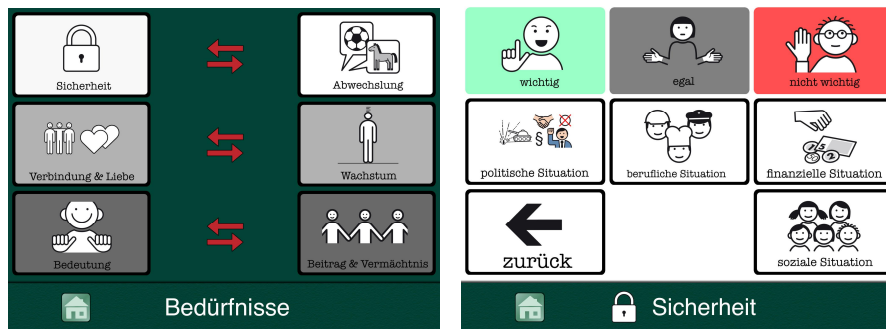 Sicherheit
Abwechslung
Verbindung & Liebe
Wachstum
Bedeutung
Beitrag & Vermächtnis
Bedürfnisse
wichtig
egal
nicht wichtig
§
politische Situation
berufliche Situation
finanzielle Situation
zurück
soziale Situation
Sicherheit